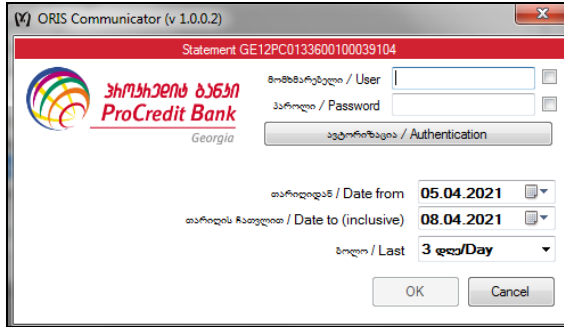 ORIS Communicator (v 1.0.0.2)
Statement GE12PC0133600100039104
მომხმარებელი / User
პროკრედიტ ბანკი
ProCredit Bank
Georgia
პაროლი / Password
ავტორიზაცია / Authentication
თარიღიდან / Date from 05.04.2021
თარიღის ჩათვლით / Date to (inclusive) 08.04.2021
ბოლო / Last 3 დღე/Day
OK Cancel